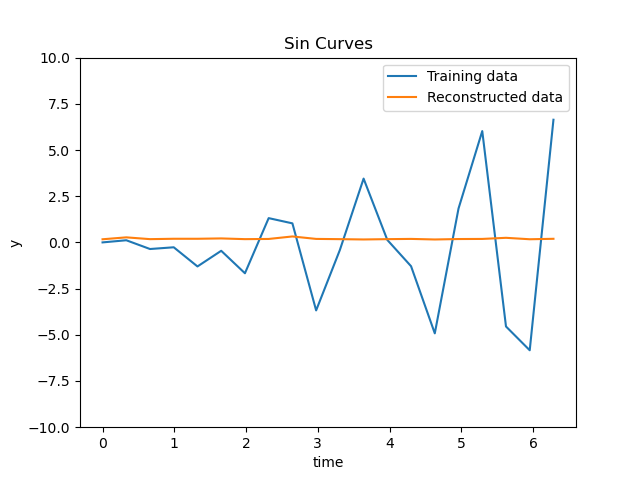 Sin Curves
Training data
Reconstructed data
10.0
7.5
5.0
2.5
0.0
−2.5
−5.0
−7.5
−10.0
y
0 1 2 3 4 5 6
time